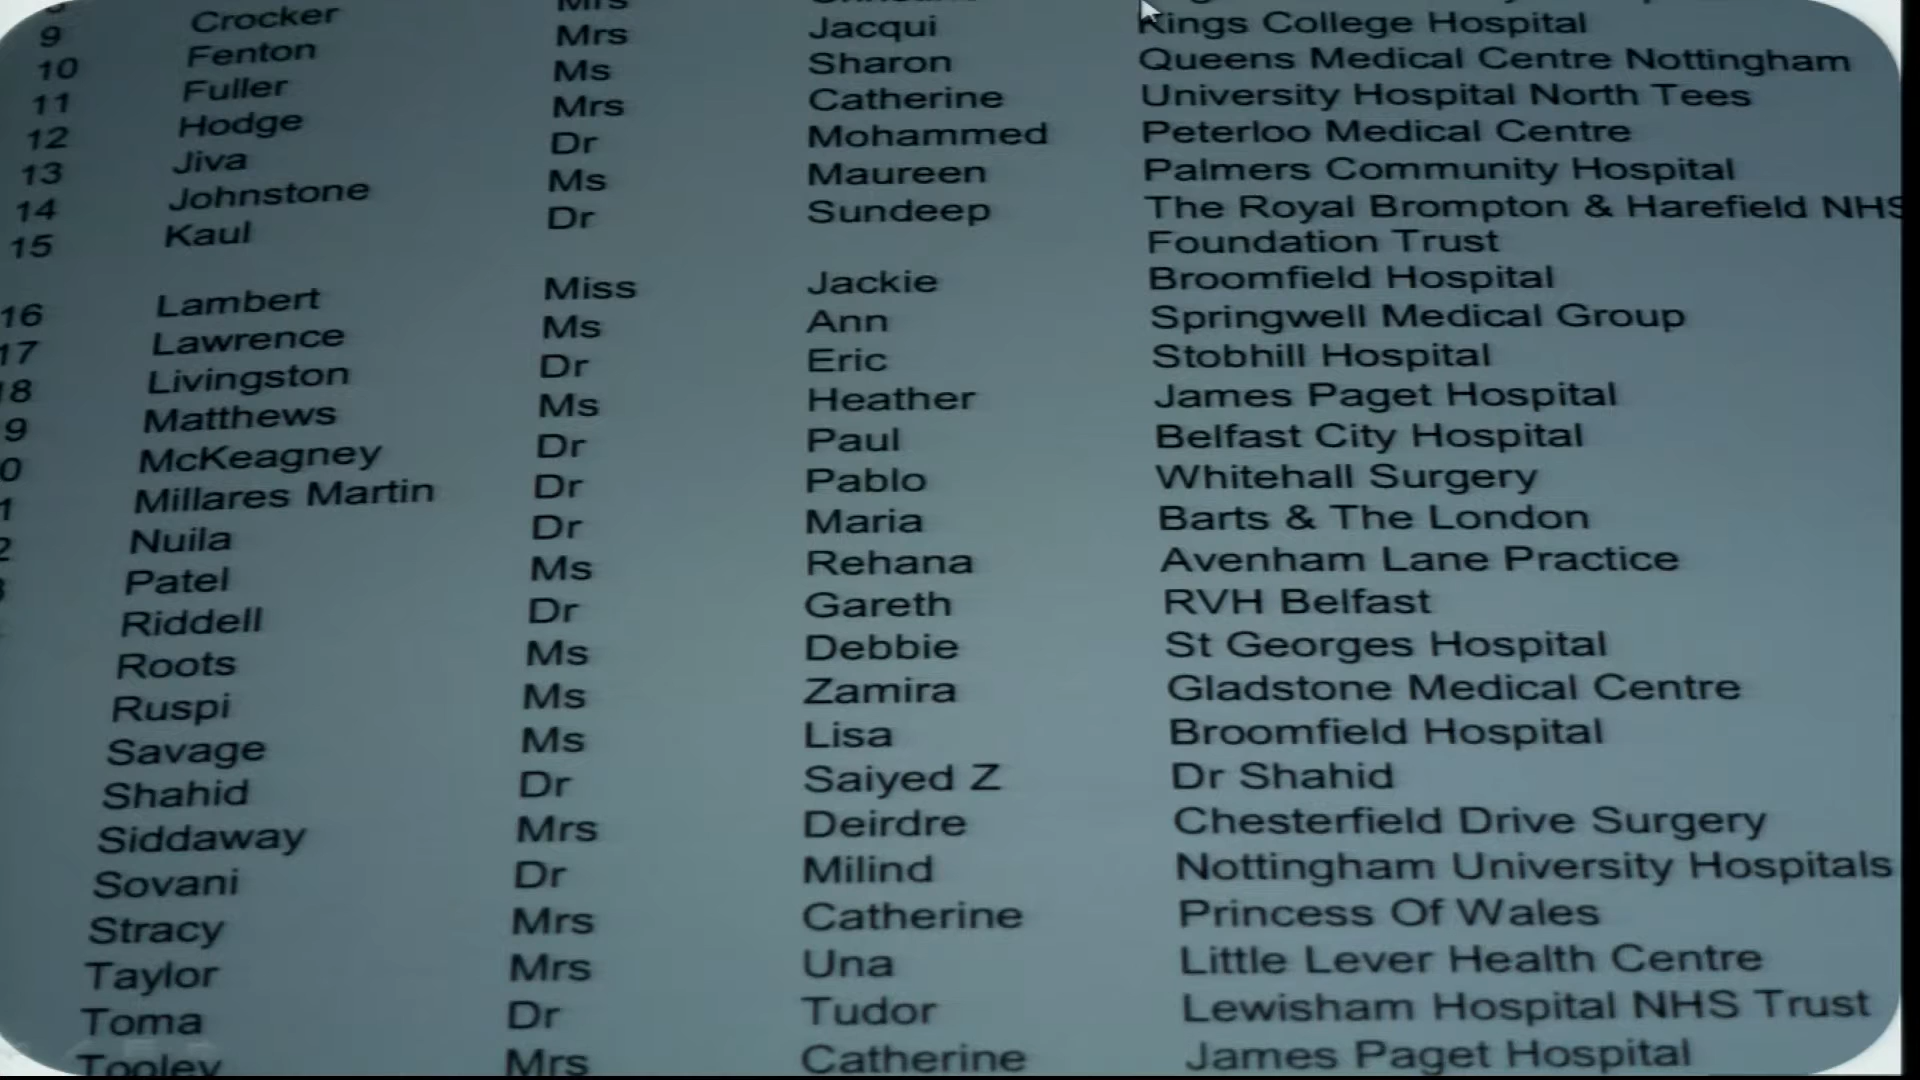 9 Crocker Mrs
10 Fenton Mrs Jacqui Kings College Hospital
11 Fuller Ms Sharon Queens Medical Centre Nottingham
12 Hodge Mrs Catherine University Hospital North Tees
13 Jiva Dr Mohammed Peterloo Medical Centre
14 Johnstone Ms Maureen Palmers Community Hospital
15 Kaul Dr Sundeep The Royal Brompton & Harefield NHS
Foundation Trust
16 Lambert Miss Jackie Broomfield Hospital
17 Lawrence Ms Ann Springwell Medical Group
18 Livingston Dr Eric Stobhill Hospital
9 Matthews Ms Heather James Paget Hospital
0 McKeagney Dr Paul Belfast City Hospital
1 Millares Martin Dr Pablo Whitehall Surgery
2 Nuila Dr Maria Barts & The London
Patel Ms Rehana Avenham Lane Practice
Riddell Dr Gareth RVH Belfast
Roots Ms Debbie St Georges Hospital
Ruspi Ms Zamira Gladstone Medical Centre
Savage Ms Lisa Broomfield Hospital
Shahid Dr Saiyed Z Dr Shahid
Siddaway Mrs Deirdre Chesterfield Drive Surgery
Sovani Dr Milind Nottingham University Hospitals
Stracy Mrs Catherine Princess Of Wales
Taylor Mrs Una Little Lever Health Centre
Toma Dr Tudor Lewisham Hospital NHS Trust
Tooley Mrs Catherine James Paget Hospital